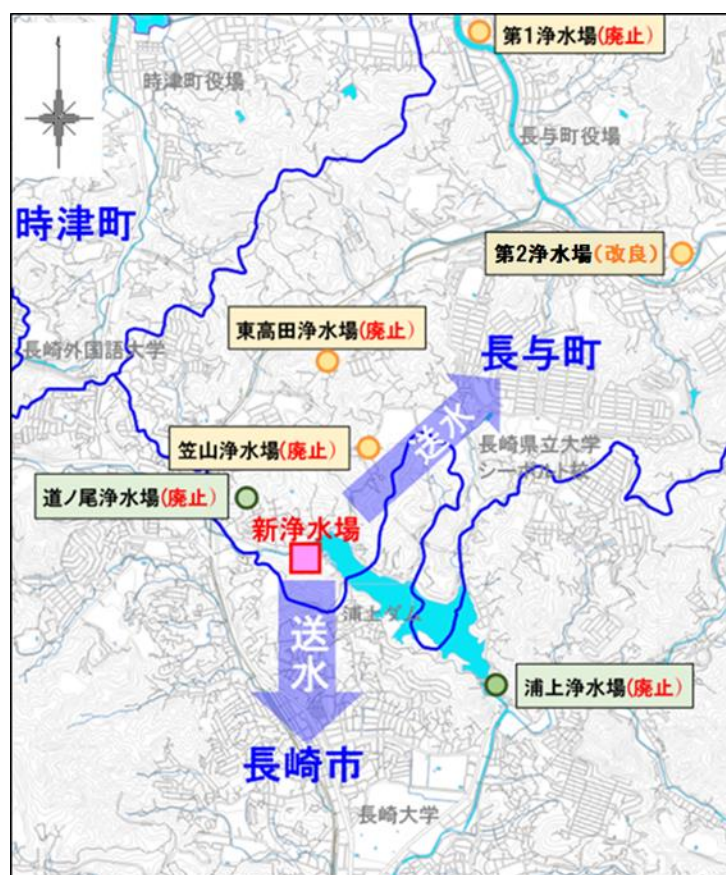 第1浄水場(廃止)
時津町役場
長与町役場
時津町
第2浄水場(改良)
東高田浄水場(廃止)
長崎外国語大学
長与町
送水
笠山浄水場(廃止)
長崎県立大学
シーボルト校
道ノ尾浄水場(廃止)
新浄水場
浦上ダム
送水
浦上浄水場(廃止)
長崎市
長崎大学